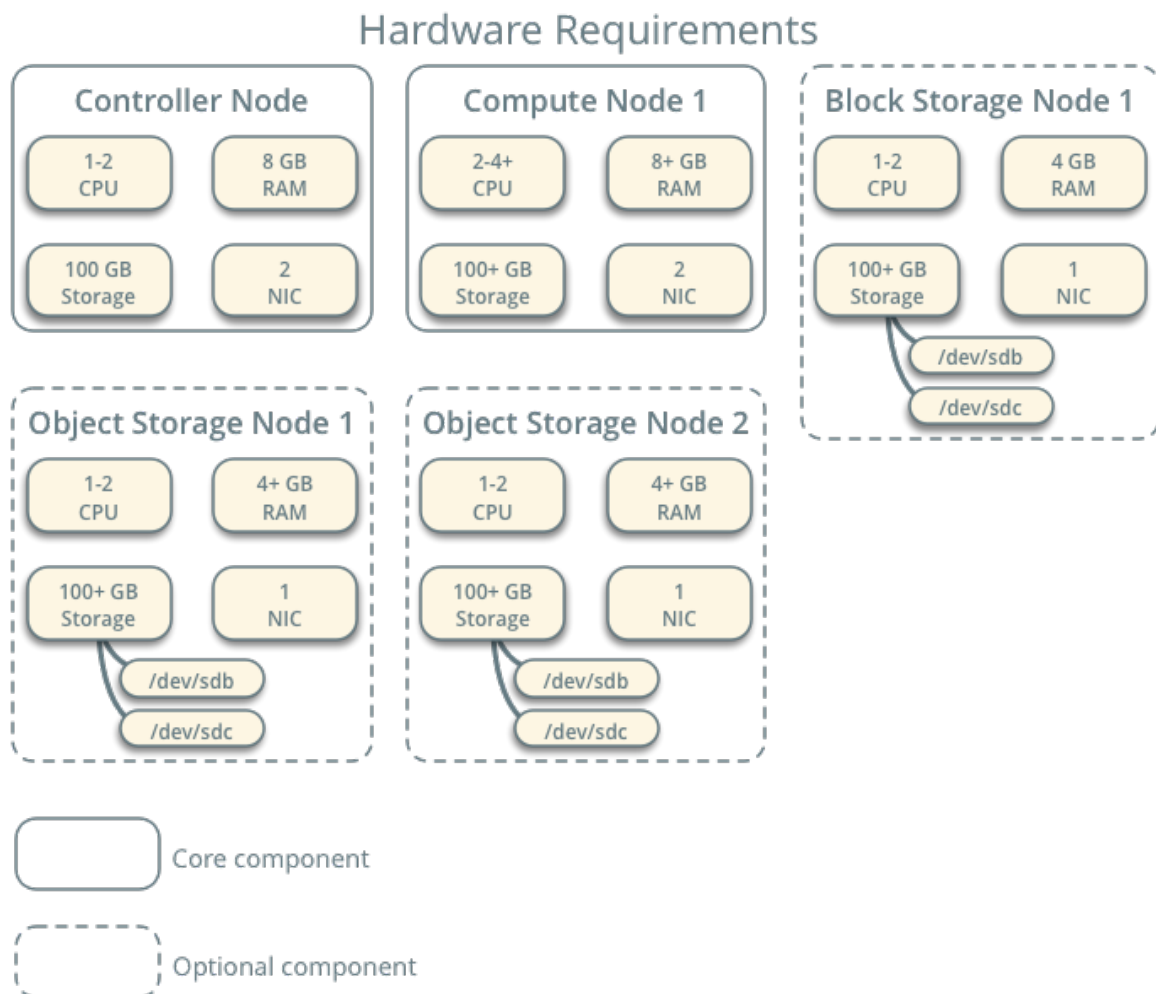 Hardware Requirements
Controller Node
1-2
CPU
8 GB
RAM
100 GB
Storage
2
NIC
Compute Node 1
2-4+
CPU
8+ GB
RAM
100+ GB
Storage
2
NIC
Block Storage Node 1
1-2
CPU
4 GB
RAM
100+ GB
Storage
1
NIC
/dev/sdb
/dev/sdc
Object Storage Node 1
1-2
CPU
4+ GB
RAM
100+ GB
Storage
1
NIC
/dev/sdb
/dev/sdc
Object Storage Node 2
1-2
CPU
4+ GB
RAM
100+ GB
Storage
1
NIC
/dev/sdb
/dev/sdc
Core component
Optional component